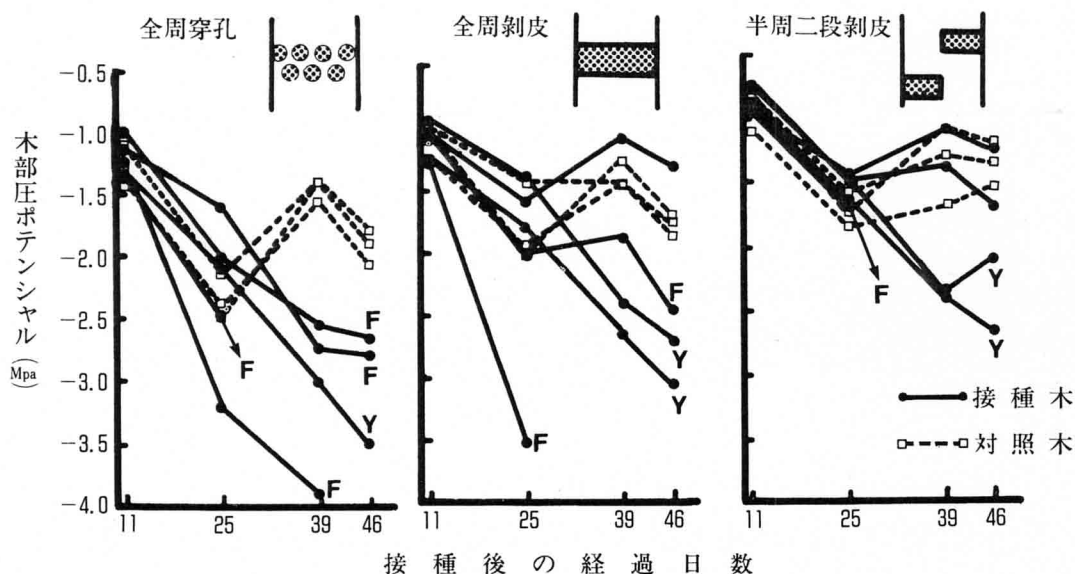 全周穿孔
全周剥皮
半周二段剥皮
木部圧ポテンシャル(Mpa)
-0.5
-1.0
-1.5
-2.0
-2.5
-3.0
-3.5
-4.0
F
F
F
Y
F
11 25 39 46
F
Y
Y
F
11 25 39 46
F
Y
Y
接種木
対照木
11 25 39 46
接種後の経過日数